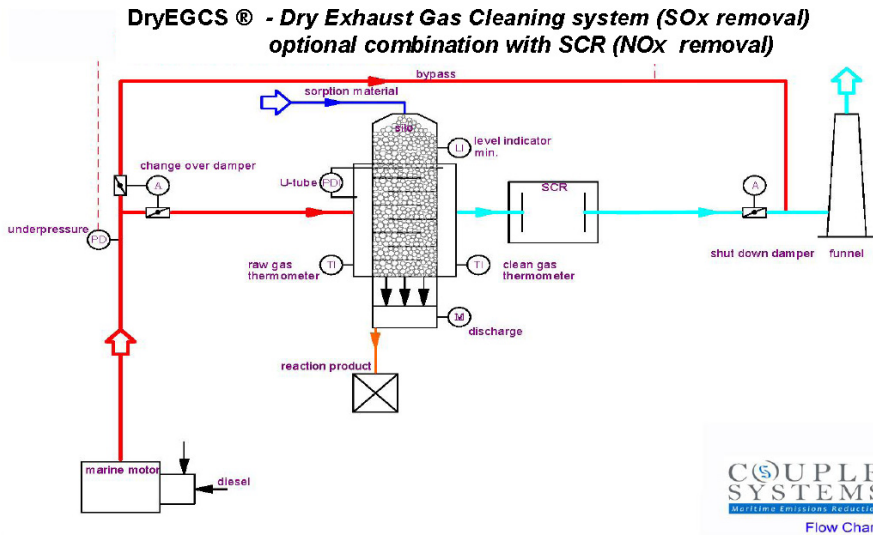 DryEGCS ® - Dry Exhaust Gas Cleaning system (SOx removal)
optional combination with SCR (NOx removal)
bypass
sorption material
silo
LI
level indicator
min.
change over damper
A
U-tube
PDI
SCR
A
underpressure
PD
shut down damper
funnel
raw gas
thermometer
TI
TI
clean gas
thermometer
M
discharge
reaction product
marine motor
diesel
COUPLE
SYSTEMS
Maritime Emissions Reductio
Flow Char